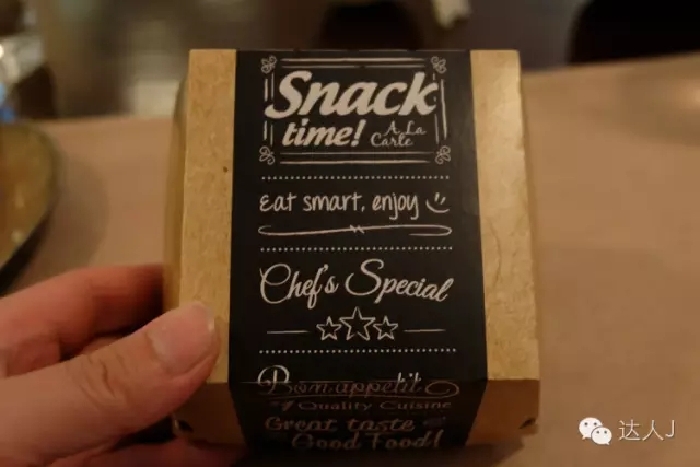 Snack
time! A La
Carte
Eat smart, enjoy
Chef's Special
Bon appetit
Quality Cuisine
Great taste
Good Food!
达人J